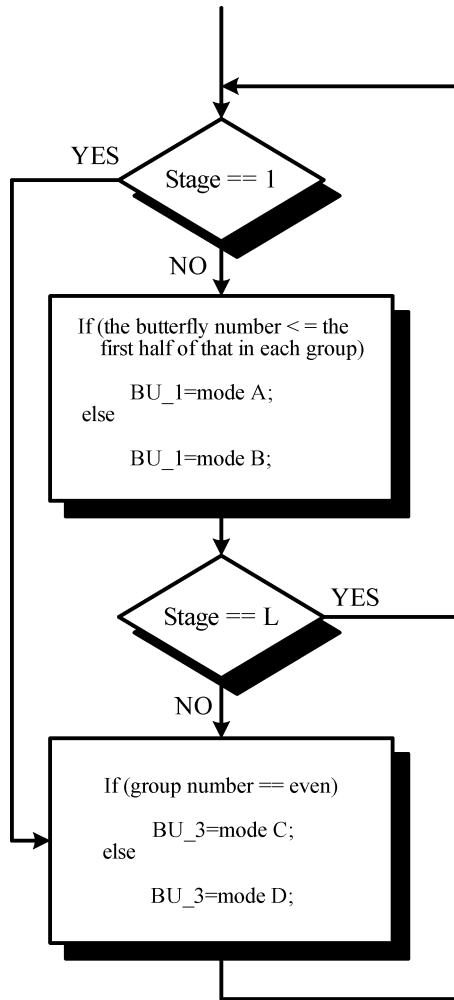 YES
Stage == 1
NO
If (the butterfly number < = the
first half of that in each group)
BU_1=mode A;
else
BU_1=mode B;
Stage == L
YES
NO
If (group number == even)
BU_3=mode C;
else
BU_3=mode D;